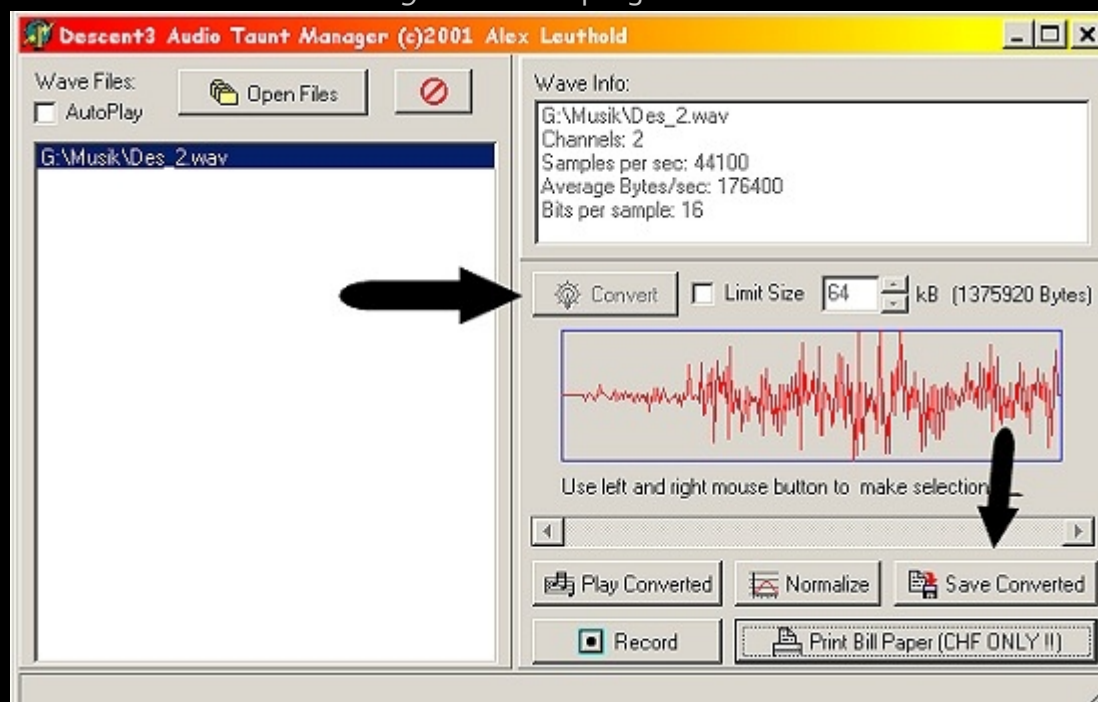 Descent3 Audio Taunt Manager (c)2001 Alex Leuthold
Wave Files:
Open Files
AutoPlay
G:\Musik\Des_2.wav
Wave Info:
G:\Musik\Des_2.wav
Channels: 2
Samples per sec: 44100
Average Bytes/sec: 176400
Bits per sample: 16
Convert
Limit Size
64
kB (1375920 Bytes)
Use left and right mouse button to make selection
Play Converted
Normalize
Save Converted
Record
Print Bill Paper (CHF ONLY !!)